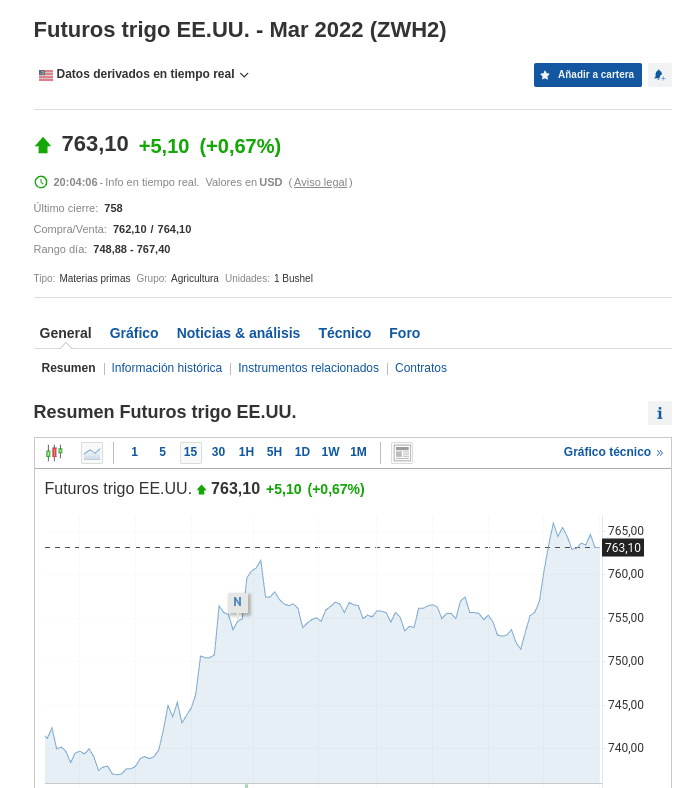 Futuros trigo EE.UU. - Mar 2022 (ZWH2)
Datos derivados en tiempo real
Añadir a cartera
763,10 +5,10 (+0,67%)
20:04:06 - Info en tiempo real. Valores en USD ( Aviso legal )
Último cierre: 758
Compra/Venta: 762,10 / 764,10
Rango día: 748,88 - 767,40
Tipo: Materias primas Grupo: Agricultura Unidades: 1 Bushel
General Gráfico Noticias & análisis Técnico Foro
Resumen | Información histórica | Instrumentos relacionados | Contratos
Resumen Futuros trigo EE.UU.
i
1 5 15 30 1H 5H 1D 1W 1M Gráfico técnico »
Futuros trigo EE.UU. 763,10 +5,10 (+0,67%)
765,00
763,10
760,00
N
755,00
750,00
745,00
740,00